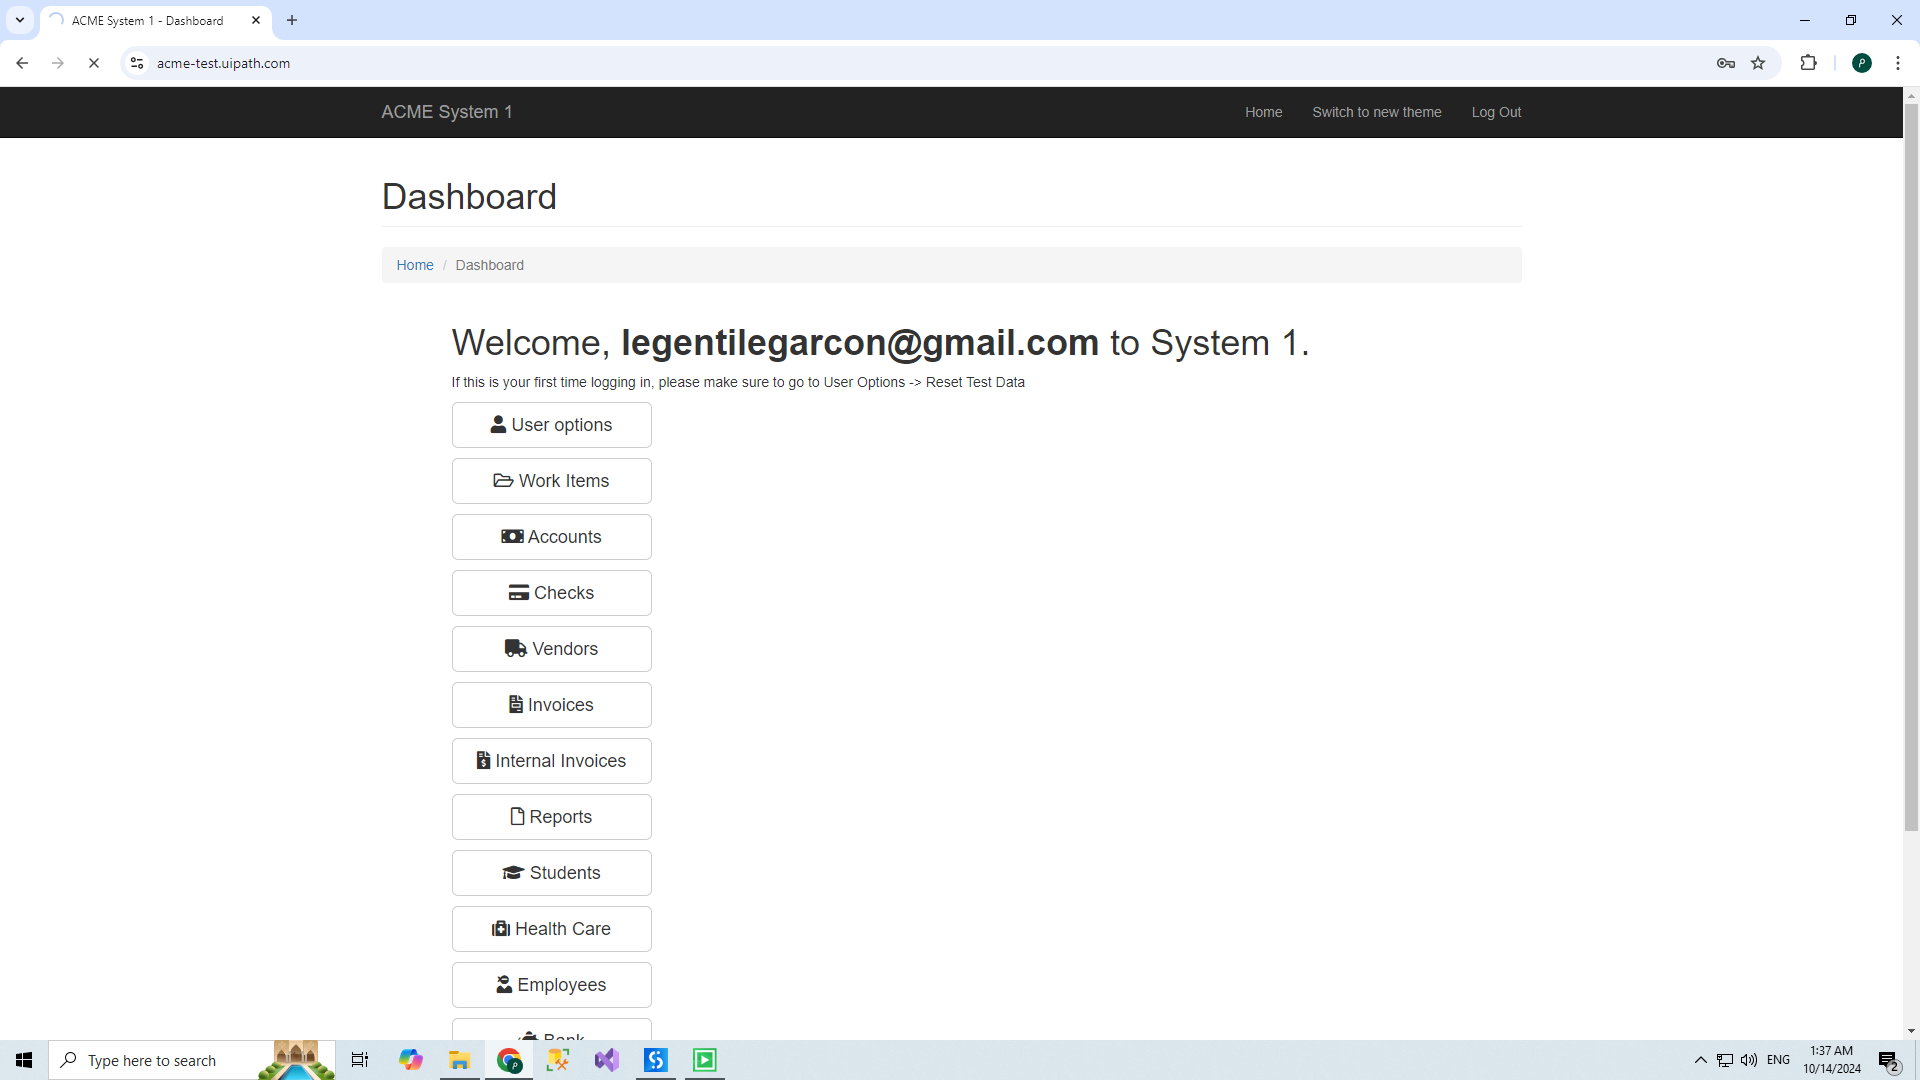 ACME System 1 - Dashboard
acme-test.uipath.com
ACME System 1
Home
Switch to new theme
Log Out
Dashboard
Home / Dashboard
Welcome, legentilegarcon@gmail.com to System 1.
If this is your first time logging in, please make sure to go to User Options -> Reset Test Data
User options
Work Items
Accounts
Checks
Vendors
Invoices
Internal Invoices
Reports
Students
Health Care
Employees
Bank
Type here to search
ENG
1:37 AM
10/14/2024
2